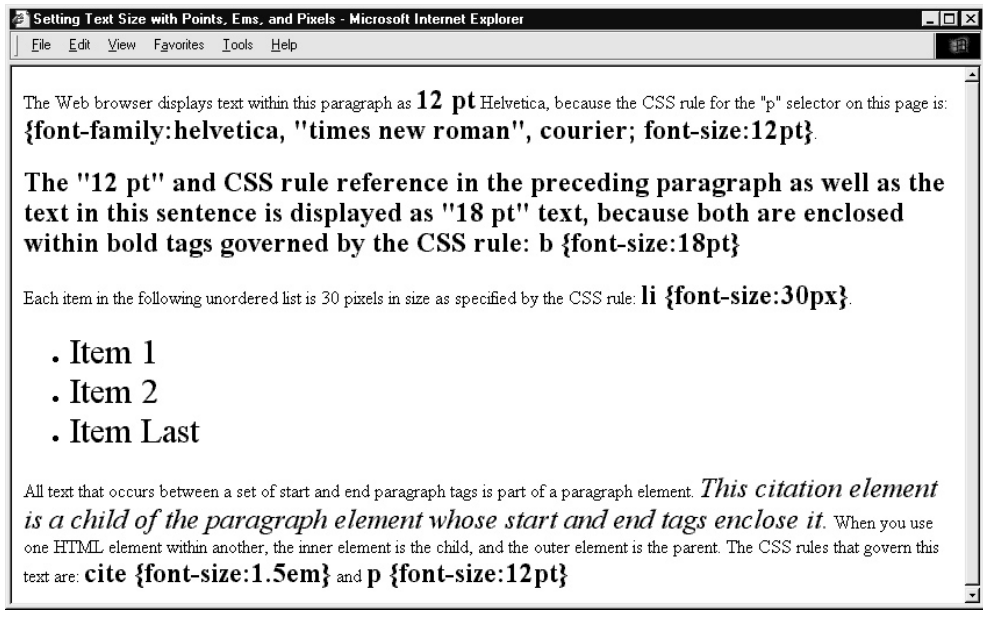 Setting Text Size with Points, Ems, and Pixels - Microsoft Internet Explorer
File Edit View Favorites Tools Help
The Web browser displays text within this paragraph as 12 pt Helvetica, because the CSS rule for the "p" selector on this page is:
{font-family:helvetica, "times new roman", courier; font-size:12pt}.
The "12 pt" and CSS rule reference in the preceding paragraph as well as the
text in this sentence is displayed as "18 pt" text, because both are enclosed
within bold tags governed by the CSS rule: b {font-size:18pt}
Each item in the following unordered list is 30 pixels in size as specified by the CSS rule: li {font-size:30px}.
• Item 1
• Item 2
• Item Last
All text that occurs between a set of start and end paragraph tags is part of a paragraph element. This citation element
is a child of the paragraph element whose start and end tags enclose it. When you use
one HTML element within another, the inner element is the child, and the outer element is the parent. The CSS rules that govern this
text are: cite {font-size:1.5em} and p {font-size:12pt}